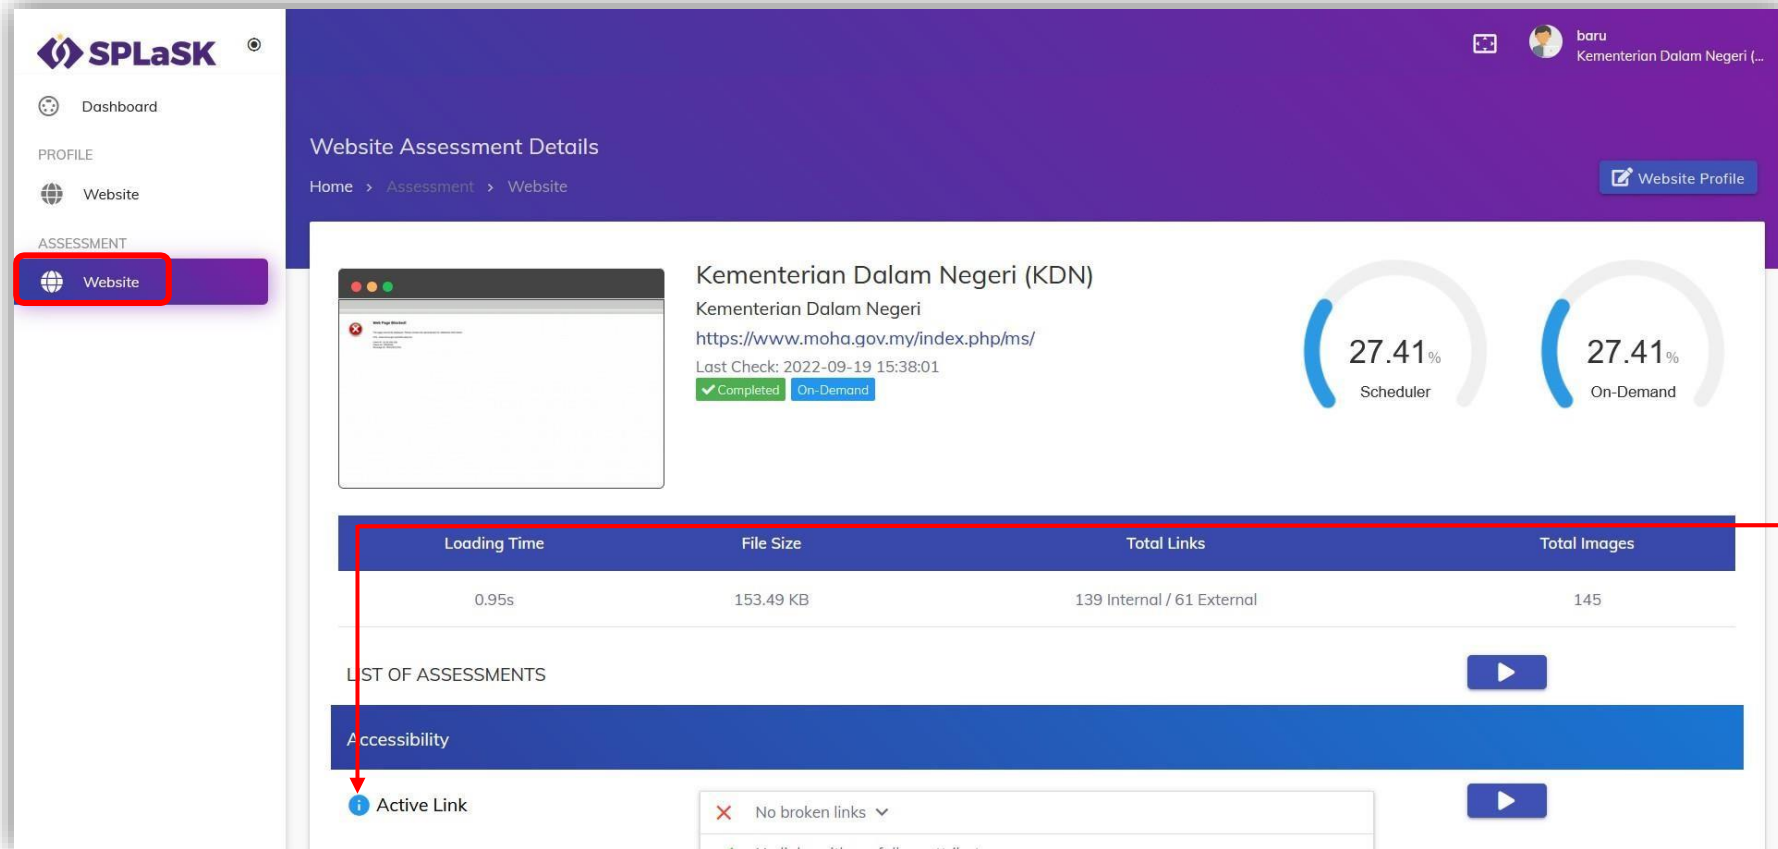 SPLaSK
baru
Kementerian Dalam Negeri (...
Dashboard
PROFILE
Website
ASSESSMENT
Website
Website Assessment Details
Home > Assessment > Website
Website Profile
Web Page Blocked!
Kementerian Dalam Negeri (KDN)
Kementerian Dalam Negeri
https://www.moha.gov.my/index.php/ms/
Last Check: 2022-09-19 15:38:01
Completed On-Demand
27.41%
Scheduler
27.41%
On-Demand
Loading Time File Size Total Links Total Images
0.95s 153.49 KB 139 Internal / 61 External 145
LIST OF ASSESSMENTS
Accessibility
Active Link
No broken links